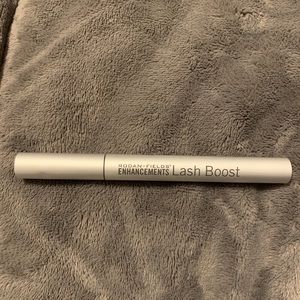 RODAN+FIELDS®
ENHANCEMENTS Lash Boost